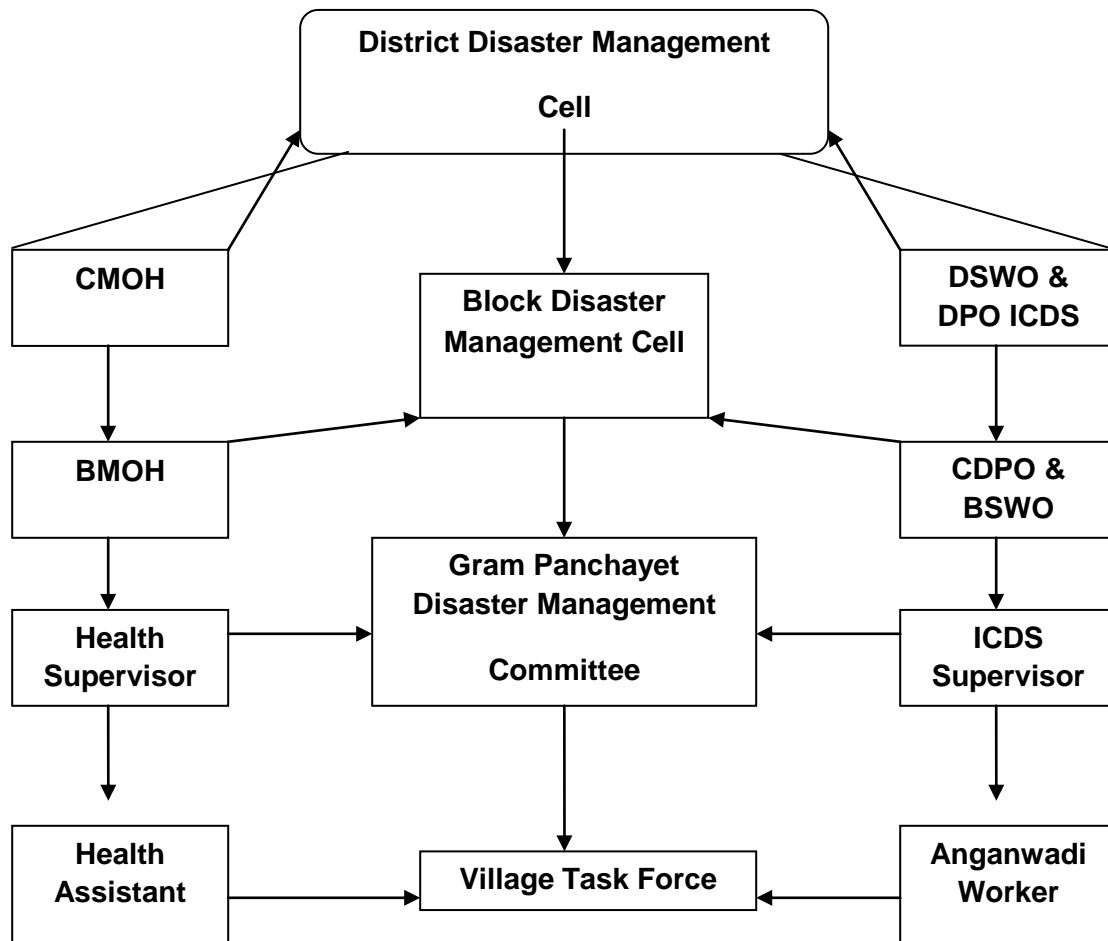 District Disaster Management
Cell
CMOH
Block Disaster
Management Cell
DSWO &
DPO ICDS
BMOH
CDPO &
BSWO
Gram Panchayet
Disaster Management
Committee
Health
Supervisor
ICDS
Supervisor
Health
Assistant
Village Task Force
Anganwadi
Worker